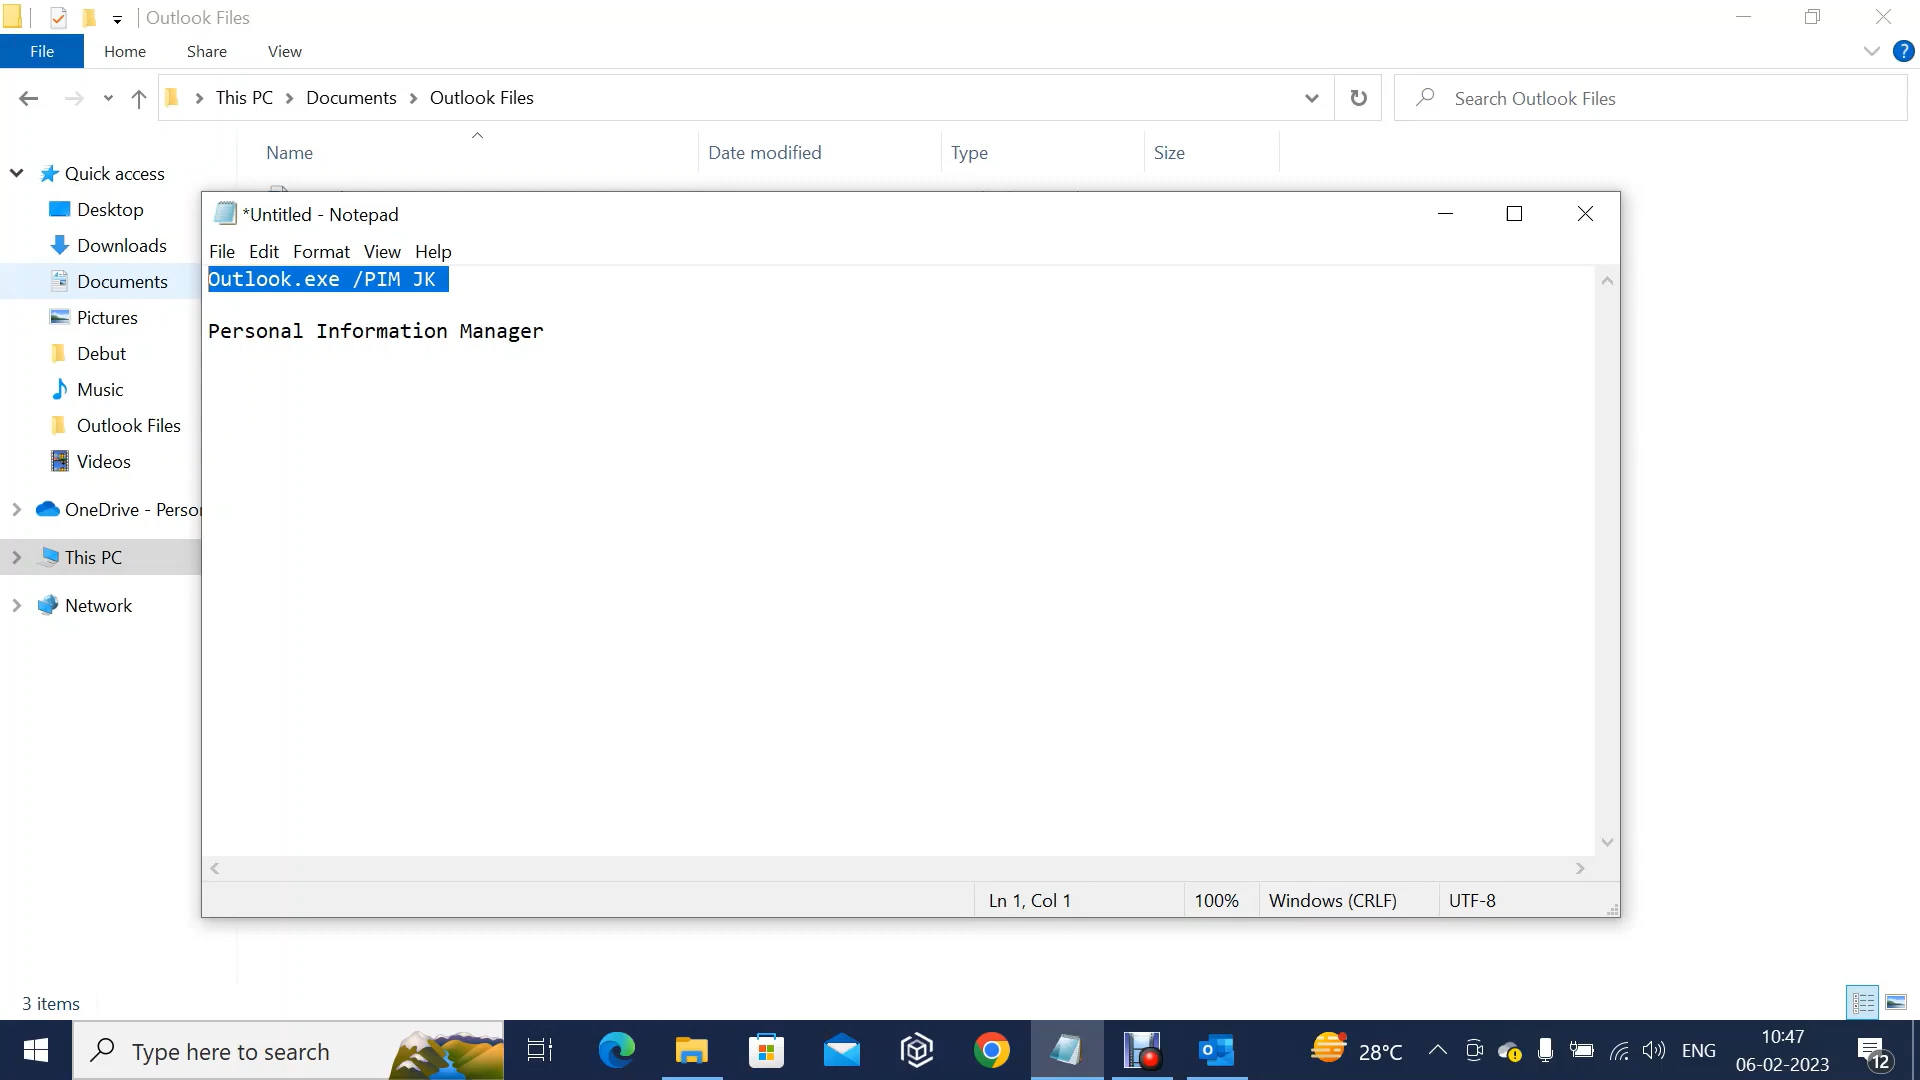 Outlook Files
File Home Share View
?
This PC Documents Outlook Files
Search Outlook Files
Name Date modified Type Size
Quick access
Desktop
Downloads
Documents
Pictures
Debut
Music
Outlook Files
Videos
OneDrive - Person
This PC
Network
*Untitled - Notepad
File Edit Format View Help
Outlook.exe /PIM JK
Personal Information Manager
Ln 1, Col 1 100% Windows (CRLF) UTF-8
3 items
Type here to search
28°C ENG
10:47
06-02-2023
12